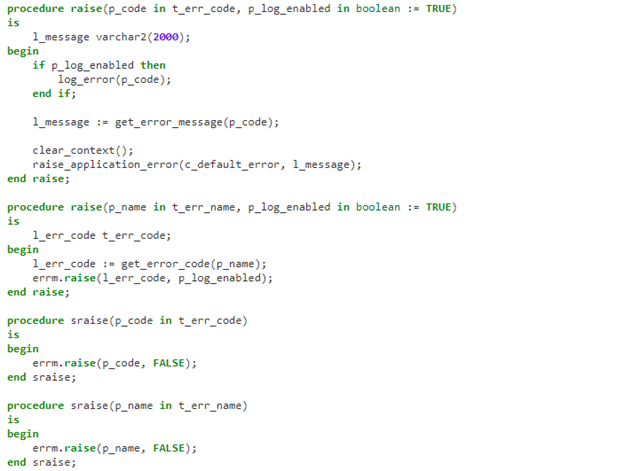 procedure raise(p_code in t_err_code, p_log_enabled in boolean := TRUE)
is
    l_message varchar2(2000);
begin
    if p_log_enabled then
        log_error(p_code);
    end if;

    l_message := get_error_message(p_code);

    clear_context();
    raise_application_error(c_default_error, l_message);
end raise;

procedure raise(p_name in t_err_name, p_log_enabled in boolean := TRUE)
is
    l_err_code t_err_code;
begin
    l_err_code := get_error_code(p_name);
    errm.raise(l_err_code, p_log_enabled);
end raise;

procedure sraise(p_code in t_err_code)
is
begin
    errm.raise(p_code, FALSE);
end sraise;

procedure sraise(p_name in t_err_name)
is
begin
    errm.raise(p_name, FALSE);
end sraise;